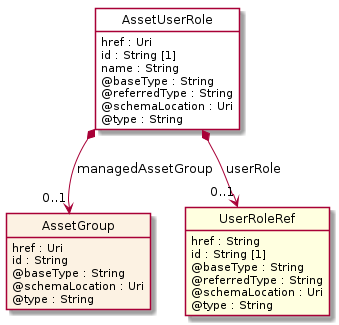 AssetUserRole
href : Uri
id : String [1]
name : String
@baseType : String
@referredType : String
@schemaLocation : Uri
@type : String
managedAssetGroup
userRole
0..1
0..1
AssetGroup
href : Uri
id : String
@baseType : String
@schemaLocation : Uri
@type : String
UserRoleRef
href : String
id : String [1]
@baseType : String
@referredType : String
@schemaLocation : Uri
@type : String